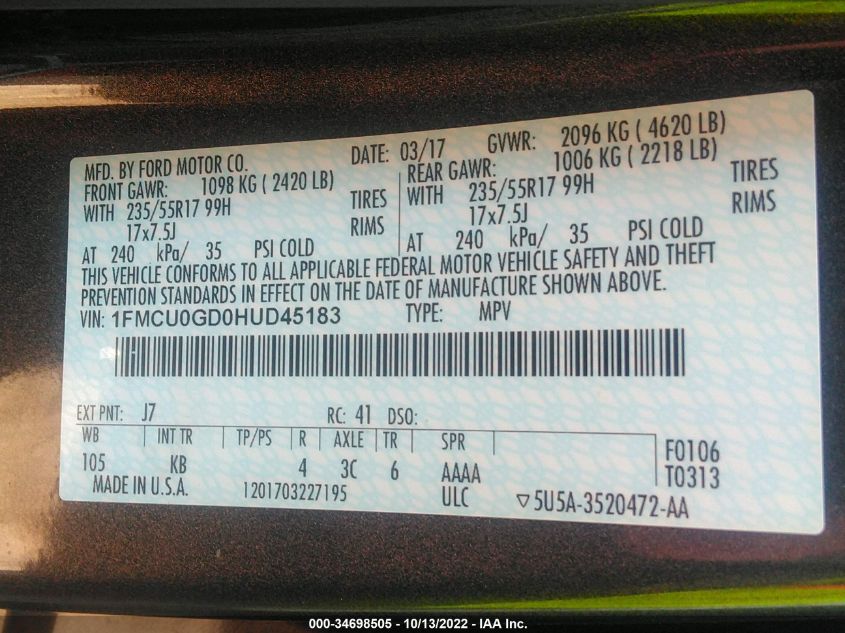 MFD. BY FORD MOTOR CO. DATE: 03/17 GVWR: 2096 KG ( 4620 LB)
FRONT GAWR: 1098 KG ( 2420 LB) REAR GAWR: 1006 KG ( 2218 LB)
WITH 235/55R17 99H TIRES WITH 235/55R17 99H TIRES
17x7.5J RIMS 17x7.5J RIMS
AT 240 kPa/ 35 PSI COLD AT 240 kPa/ 35 PSI COLD
THIS VEHICLE CONFORMS TO ALL APPLICABLE FEDERAL MOTOR VEHICLE SAFETY AND THEFT
PREVENTION STANDARDS IN EFFECT ON THE DATE OF MANUFACTURE SHOWN ABOVE.
VIN: 1FMCU0GD0HUD45183 TYPE: MPV
EXT PNT: J7 RC: 41 DSO:
WB INT TR TP/PS R AXLE TR SPR F0106
105 KB 4 3C 6 AAAA T0313
MADE IN U.S.A. 1201703227195 ULC ▽5U5A-3520472-AA
000-34698505 - 10/13/2022 - IAA Inc.